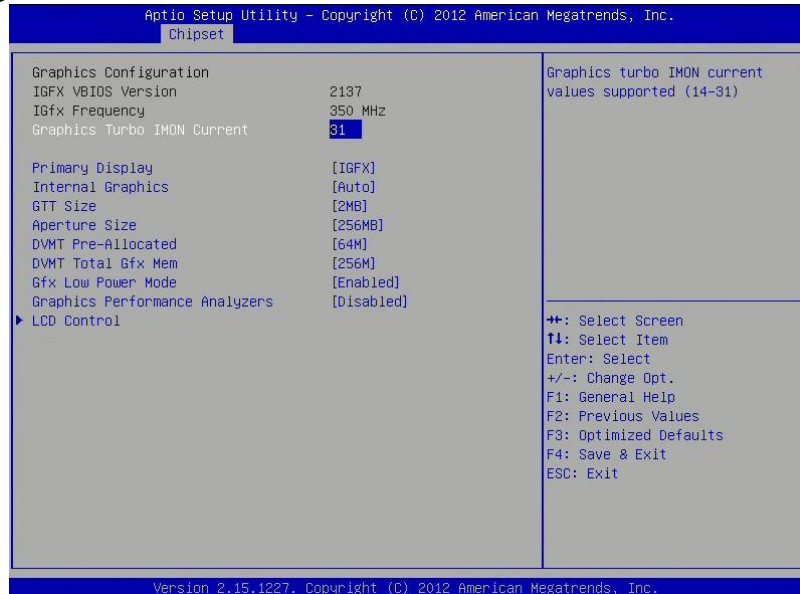 Aptio Setup Utility – Copyright (C) 2012 American Megatrends, Inc.
Chipset
Graphics Configuration
IGFX VBIOS Version 2137
IGfx Frequency 350 MHz
Graphics Turbo IMON Current 31
Primary Display [IGFX]
Internal Graphics [Auto]
GTT Size [2MB]
Aperture Size [256MB]
DVMT Pre-Allocated [64M]
DVMT Total Gfx Mem [256M]
Gfx Low Power Mode [Enabled]
Graphics Performance Analyzers [Disabled]
LCD Control
Graphics turbo IMON current
values supported (14-31)
→←: Select Screen
↑↓: Select Item
Enter: Select
+/-: Change Opt.
F1: General Help
F2: Previous Values
F3: Optimized Defaults
F4: Save & Exit
ESC: Exit
Version 2.15.1227. Copyright (C) 2012 American Megatrends, Inc.